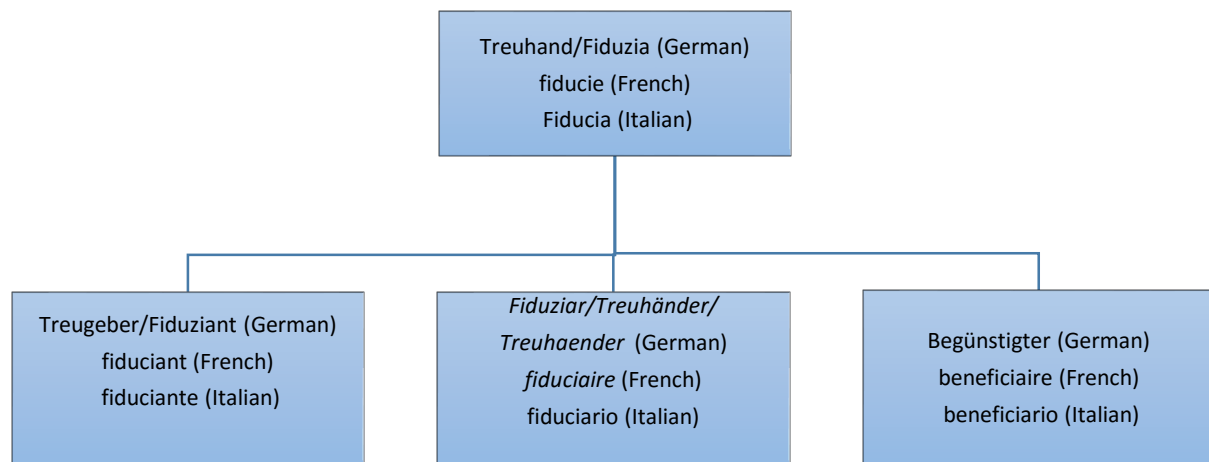 Treuhand/Fiduzia (German)
fiducie (French)
Fiducia (Italian)
Treugeber/Fiduziant (German)
fiduciant (French)
fiduciante (Italian)
Fiduziar/Treuhänder/
Treuhaender (German)
fiduciaire (French)
fiduciario (Italian)
Begünstigter (German)
beneficiaire (French)
beneficiario (Italian)